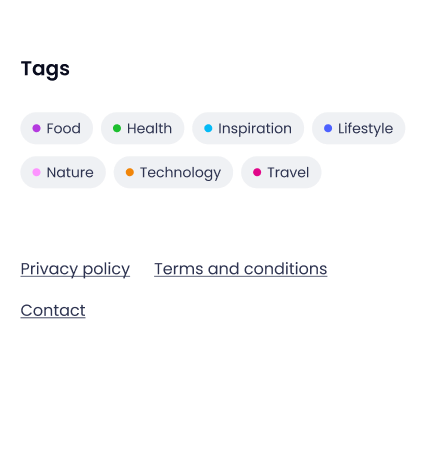 Tags
Food Health Inspiration Lifestyle
Nature Technology Travel
Privacy policy Terms and conditions
Contact